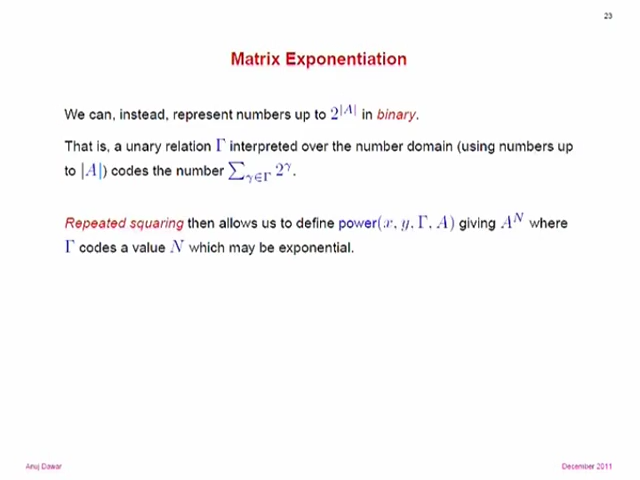 23
Matrix Exponentiation
We can, instead, represent numbers up to 2^{|A|} in binary.
That is, a unary relation Γ interpreted over the number domain (using numbers up
to |A|) codes the number ∑_{γ∈Γ} 2^γ.
Repeated squaring then allows us to define power(x, y, Γ, A) giving A^N where
Γ codes a value N which may be exponential.
Anuj Dawar
December 2011